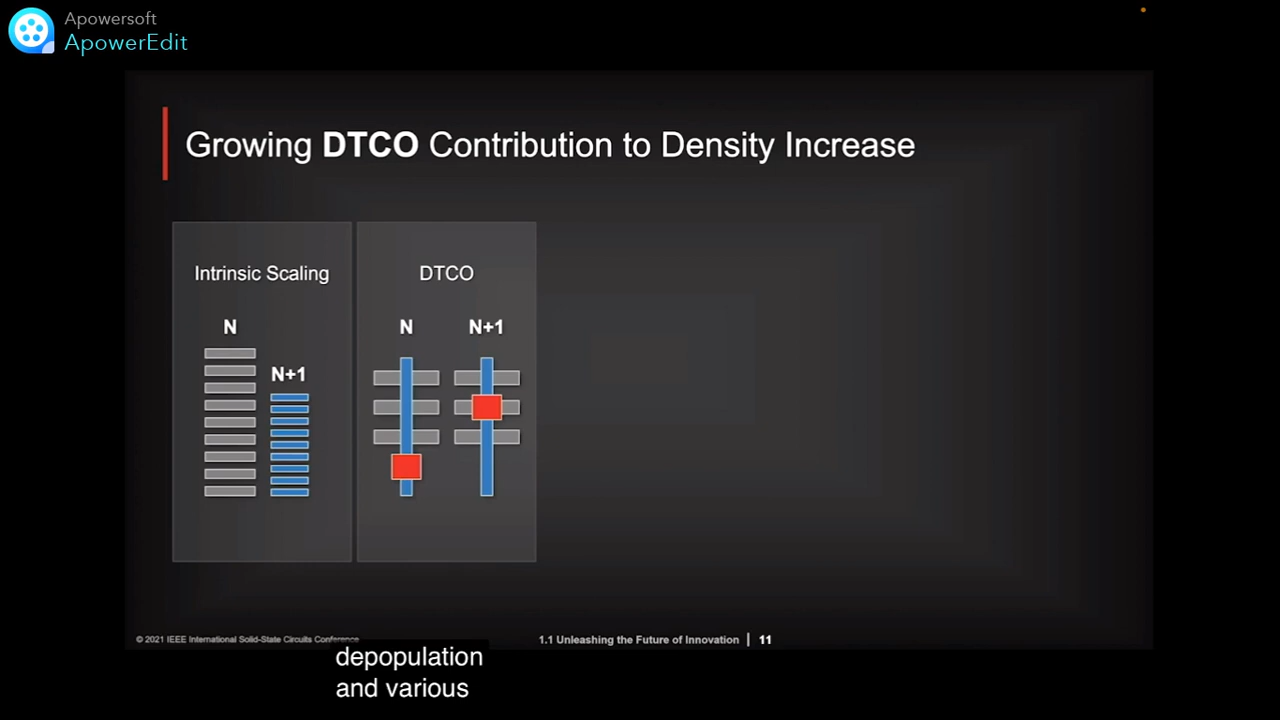 Apowersoft
ApowerEdit
Growing DTCO Contribution to Density Increase
Intrinsic Scaling
DTCO
N
N+1
N
N+1
© 2021 IEEE International Solid-State Circuits Conference
1.1 Unleashing the Future of Innovation | 11
depopulation
and various